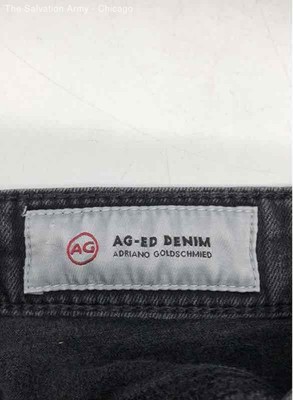 The Salvation Army - Chicago
AG
AG-ED DENIM
ADRIANO GOLDSCHMIED